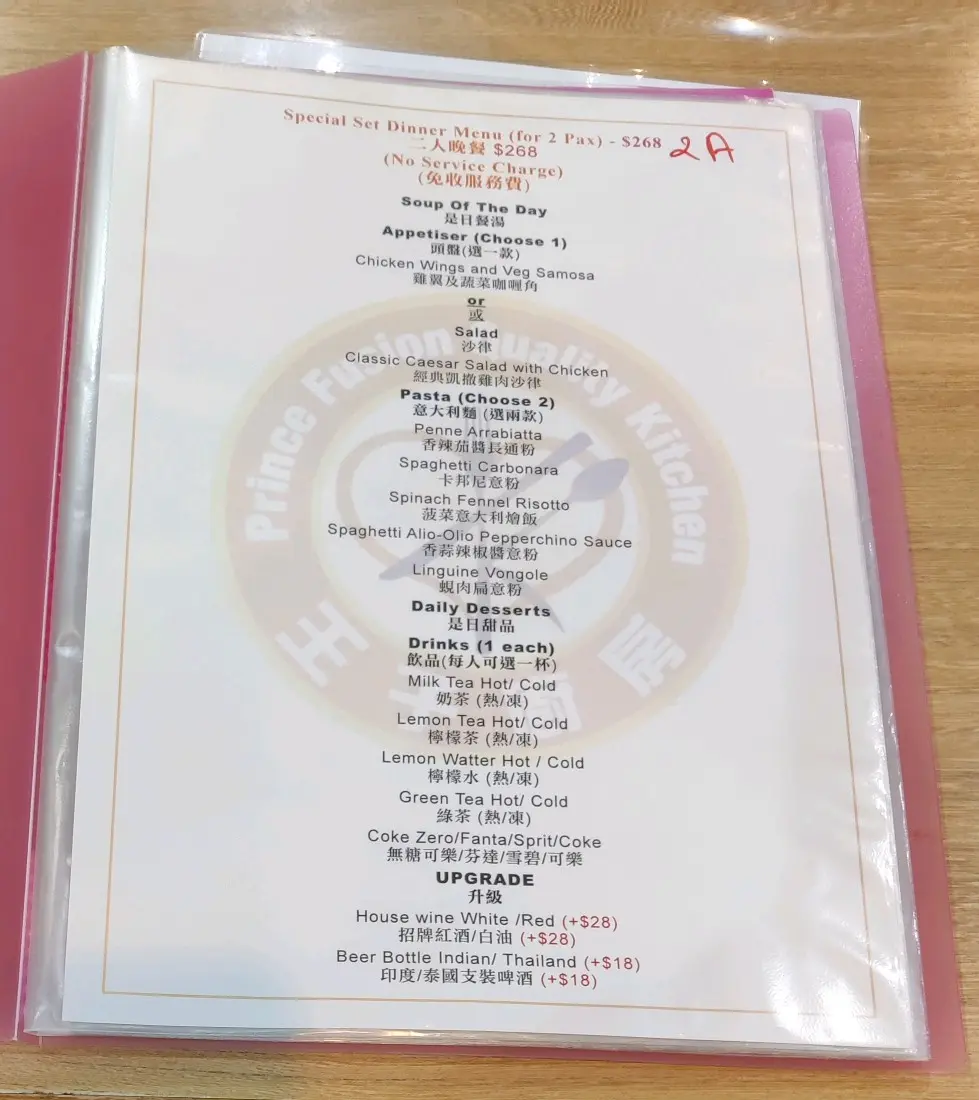 Special Set Dinner Menu (for 2 Pax) - $268
2A
二人晚餐 $268
(No Service Charge)
(免收服務費)
Soup Of The Day
是日餐湯
Appetiser (Choose 1)
頭盤(選一款)
Chicken Wings and Veg Samosa
雞翼及蔬菜咖喱角
or
或
Salad
沙律
Classic Caesar Salad with Chicken
經典凱撒雞肉沙律
Pasta (Choose 2)
意大利麵 (選兩款)
Penne Arrabiatta
香辣茄醬長通粉
Spaghetti Carbonara
卡邦尼意粉
Spinach Fennel Risotto
菠菜意大利燴飯
Spaghetti Alio-Olio Pepperchino Sauce
香蒜辣椒醬意粉
Linguine Vongole
蜆肉扁意粉
Daily Desserts
是日甜品
Drinks (1 each)
飲品(每人可選一杯)
Milk Tea Hot/ Cold
奶茶 (熱/凍)
Lemon Tea Hot/ Cold
檸檬茶 (熱/凍)
Lemon Watter Hot / Cold
檸檬水 (熱/凍)
Green Tea Hot/ Cold
綠茶 (熱/凍)
Coke Zero/Fanta/Sprit/Coke
無糖可樂/芬達/雪碧/可樂
UPGRADE
升級
House wine White /Red (+$28)
招牌紅酒/白油 (+$28)
Beer Bottle Indian/ Thailand (+$18)
印度/泰國支裝啤酒 (+$18)
Prince Fusion Quality Kitchen